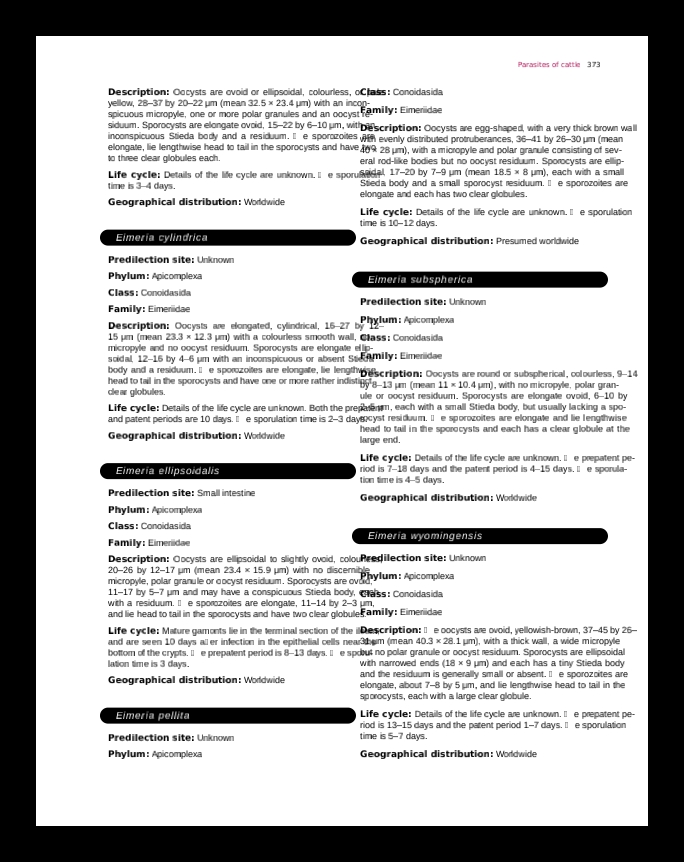 Parasites of cattle 373
Description: Oocysts are ovoid or ellipsoidal, colourless, or
yellow, 28–37 by 20–22 μm (mean 32.5 × 23.4 μm) with an incon-
spicuous micropyle, one or more polar granules and an oocyst re-
siduum. Sporocysts are elongate ovoid, 15–22 by 6–10 μm, with an
inconspicuous Stieda body and a residuum. e sporozoites are
elongate, lie lengthwise head to tail in the sporocysts and have two
to three clear globules each.
Life cycle: Details of the life cycle are unknown. e sporulation
time is 3–4 days.
Geographical distribution: Worldwide
Eimeria cylindrica
Predilection site: Unknown
Phylum: Apicomplexa
Class: Conoidasida
Family: Eimeriidae
Description: Oocysts are elongated, cylindrical, 16–27 by 12–
15 μm (mean 23.3 × 12.3 μm) with a colourless smooth wall, no
micropyle and no oocyst residuum. Sporocysts are elongate ellip-
soidal, 12–16 by 4–6 μm with an inconspicuous or absent Stieda
body and a residuum. e sporozoites are elongate, lie lengthwise
head to tail in the sporocysts and have one or more rather indistinct
clear globules.
Life cycle: Details of the life cycle are unknown. Both the prepatent
and patent periods are 10 days. e sporulation time is 2–3 days.
Geographical distribution: Worldwide
Eimeria ellipsoidalis
Predilection site: Small intestine
Phylum: Apicomplexa
Class: Conoidasida
Family: Eimeriidae
Description: Oocysts are ellipsoidal to slightly ovoid, colourless,
20–26 by 12–17 μm (mean 23.4 × 15.9 μm) with no discernible
micropyle, polar granule or oocyst residuum. Sporocysts are ovoid,
11–17 by 5–7 μm and may have a conspicuous Stieda body, each
with a residuum. e sporozoites are elongate, 11–14 by 2–3 μm,
and lie head to tail in the sporocysts and have two clear globules.
Life cycle: Mature gamonts lie in the terminal section of the ileum,
and are seen 10 days a er infection in the epithelial cells near the
bottom of the crypts. e prepatent period is 8–13 days. e sporu-
lation time is 3 days.
Geographical distribution: Worldwide
Eimeria pellita
Predilection site: Unknown
Phylum: Apicomplexa
Class: Conoidasida
Family: Eimeriidae
Description: Oocysts are egg-shaped, with a very thick brown wall
with evenly distributed protuberances, 36–41 by 26–30 μm (mean
40 × 28 μm), with a micropyle and polar granule consisting of sev-
eral rod-like bodies but no oocyst residuum. Sporocysts are ellip-
soidal, 17–20 by 7–9 μm (mean 18.5 × 8 μm), each with a small
Stieda body and a small sporocyst residuum. e sporozoites are
elongate and each has two clear globules.
Life cycle: Details of the life cycle are unknown. e sporulation
time is 10–12 days.
Geographical distribution: Presumed worldwide
Eimeria subspherica
Predilection site: Unknown
Phylum: Apicomplexa
Class: Conoidasida
Family: Eimeriidae
Description: Oocysts are round or subspherical, colourless, 9–14
by 8–13 μm (mean 11 × 10.4 μm), with no micropyle, polar gran-
ule or oocyst residuum. Sporocysts are elongate ovoid, 6–10 by
μm, each with a small Stieda body, but usually lacking a spo-
rocyst residuum. e sporozoites are elongate and lie lengthwise
head to tail in the sporocysts and each has a clear globule at the
large end.
Life cycle: Details of the life cycle are unknown. e prepatent pe-
riod is 7–18 days and the patent period is 4–15 days. e sporula-
tion time is 4–5 days.
Geographical distribution: Worldwide
Eimeria wyomingensis
Predilection site: Unknown
Phylum: Apicomplexa
Class: Conoidasida
Family: Eimeriidae
Description: e oocysts are ovoid, yellowish-brown, 37–45 by 26–
31 μm (mean 40.3 × 28.1 μm), with a thick wall, a wide micropyle
but no polar granule or oocyst residuum. Sporocysts are ellipsoidal
with narrowed ends (18 × 9 μm) and each has a tiny Stieda body
and the residuum is generally small or absent. e sporozoites are
elongate, about 7–8 by 5 μm, and lie lengthwise head to tail in the
sporocysts, each with a large clear globule.
Life cycle: Details of the life cycle are unknown. e prepatent pe-
riod is 13–15 days and the patent period 1–7 days. e sporulation
time is 5–7 days.
Geographical distribution: Worldwide